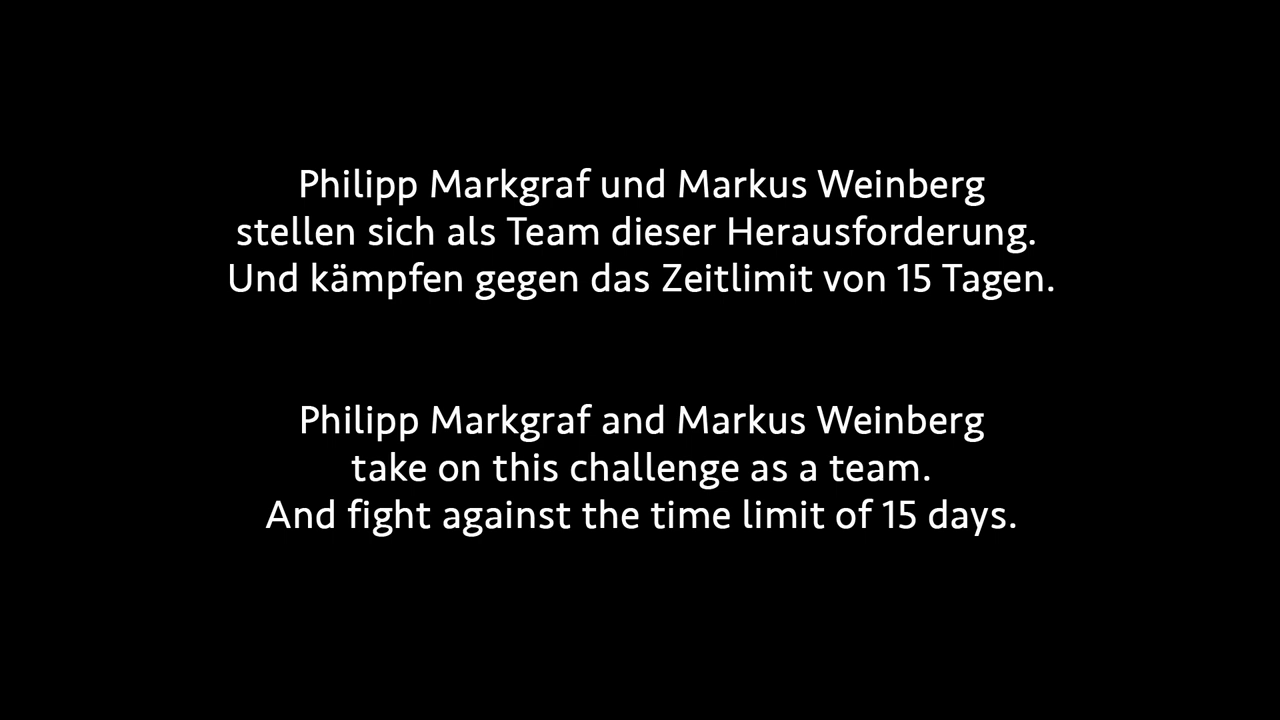 Philipp Markgraf und Markus Weinberg
stellen sich als Team dieser Herausforderung.
Und kämpfen gegen das Zeitlimit von 15 Tagen.
Philipp Markgraf and Markus Weinberg
take on this challenge as a team.
And fight against the time limit of 15 days.